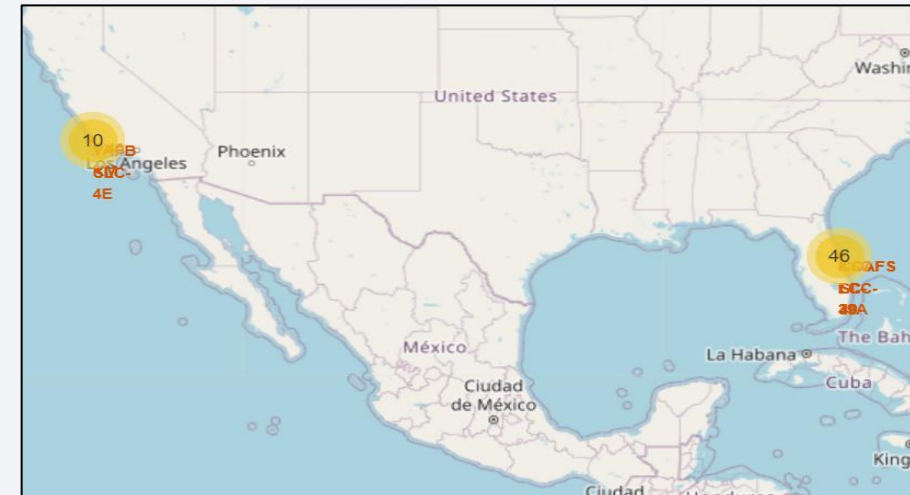 Washin
United States
10
Phoenix
Los Angeles
4E
46
The Bah
México
La Habana
Cuba
Ciudad
de México
King
Ciudad
Honduras